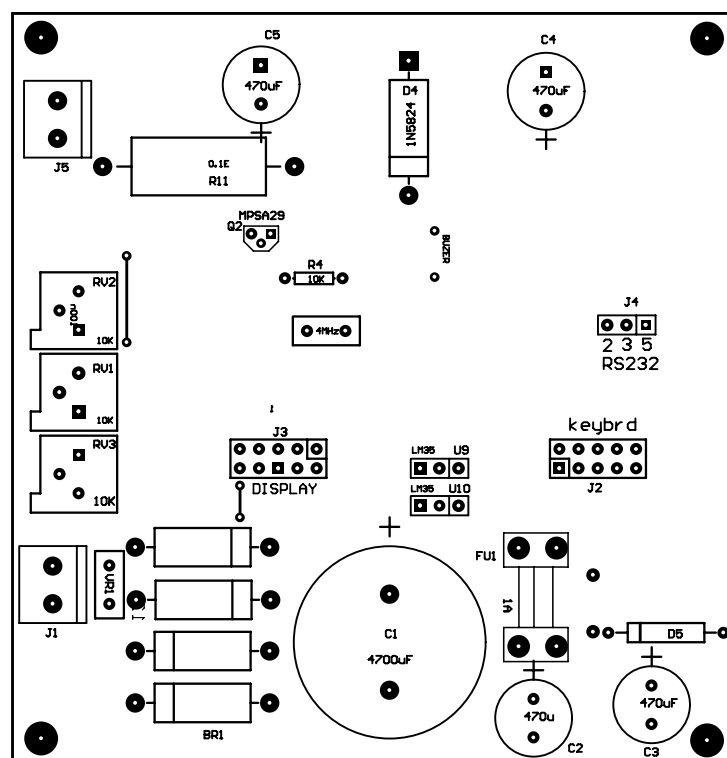 C5
470uF
C4
470uF
D4
1N5824
J5
0.1E
R11
MPSA29
Q2
BUZER
R4
10K
4MHz
RV2
10K
J4
2 3 5
RS232
RV1
10K
RV3
10K
J3
DISPLAY
LM35 U9
LM35 U10
keybrd
J2
J1
VR1
C1
4700uF
FU1
1A
D5
BR1
470u
C2
470uF
C3